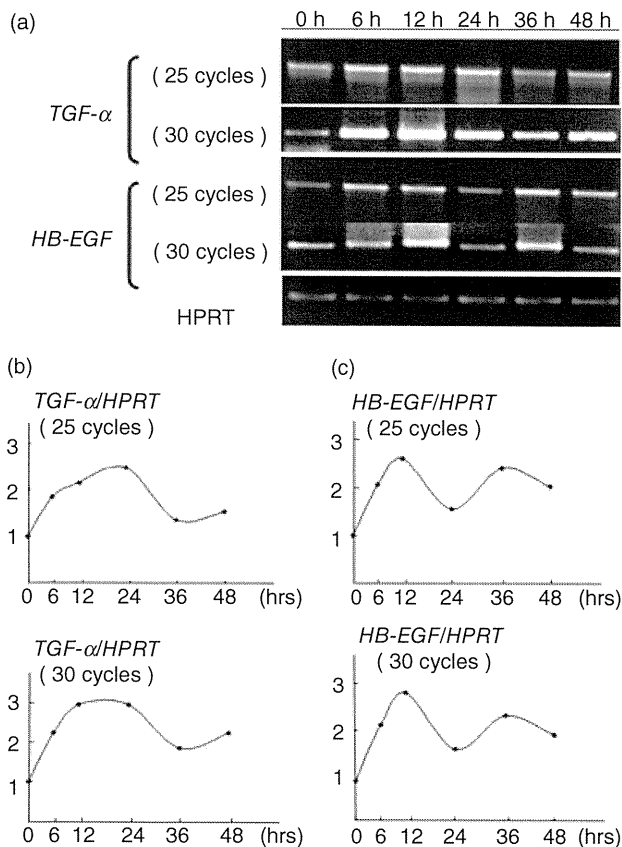 (a)
0 h 6 h 12 h 24 h 36 h 48 h
TGF-α
( 25 cycles )
( 30 cycles )
HB-EGF
( 25 cycles )
( 30 cycles )
HPRT
(b)
TGF-α/HPRT
( 25 cycles )
3
2
1
0 6 12 24 36 48 (hrs)
TGF-α/HPRT
( 30 cycles )
3
2
1
0 6 12 24 36 48 (hrs)
(c)
HB-EGF/HPRT
( 25 cycles )
3
2
1
0 6 12 24 36 48 (hrs)
HB-EGF/HPRT
( 30 cycles )
3
2
1
0 6 12 24 36 48 (hrs)